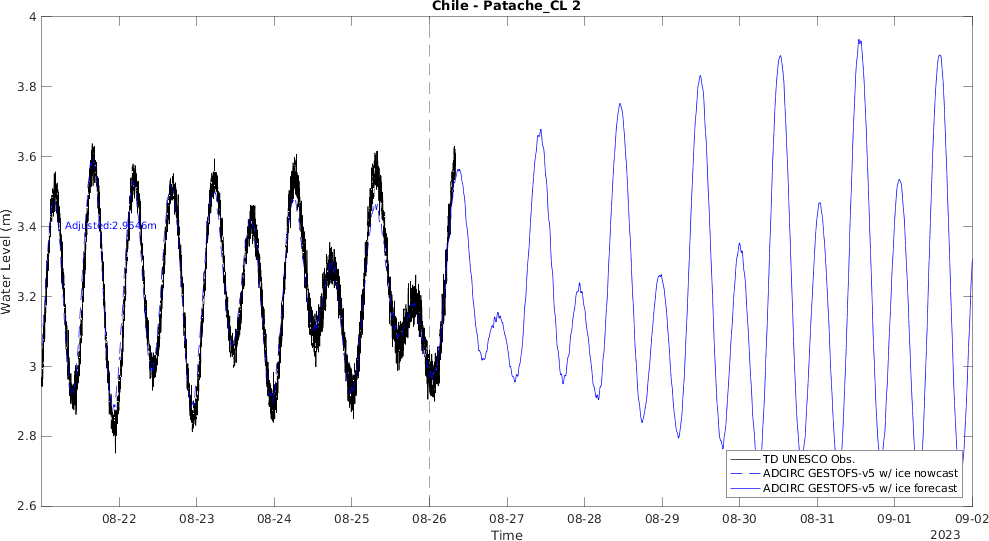 Chile - Patache_CL 2
4
3.8
3.6
3.4
3.2
3
2.8
2.6
Water Level (m)
Adjusted:2.9646m
TD UNESCO Obs.
ADCIRC GESTOFS-v5 w/ ice nowcast
ADCIRC GESTOFS-v5 w/ ice forecast
08-22 08-23 08-24 08-25 08-26 08-27 08-28 08-29 08-30 08-31 09-01 09-02
Time
2023